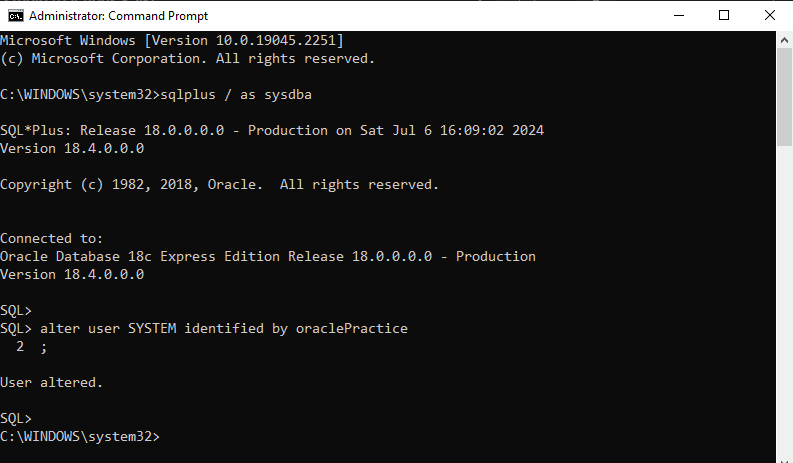 Administrator: Command Prompt
Microsoft Windows [Version 10.0.19045.2251]
(c) Microsoft Corporation. All rights reserved.
C:\WINDOWS\system32>sqlplus / as sysdba
SQL*Plus: Release 18.0.0.0.0 - Production on Sat Jul 6 16:09:02 2024
Version 18.4.0.0.0
Copyright (c) 1982, 2018, Oracle.  All rights reserved.
Connected to:
Oracle Database 18c Express Edition Release 18.0.0.0.0 - Production
Version 18.4.0.0.0
SQL>
SQL> alter user SYSTEM identified by oraclePractice
  2  ;
User altered.
SQL>
C:\WINDOWS\system32>